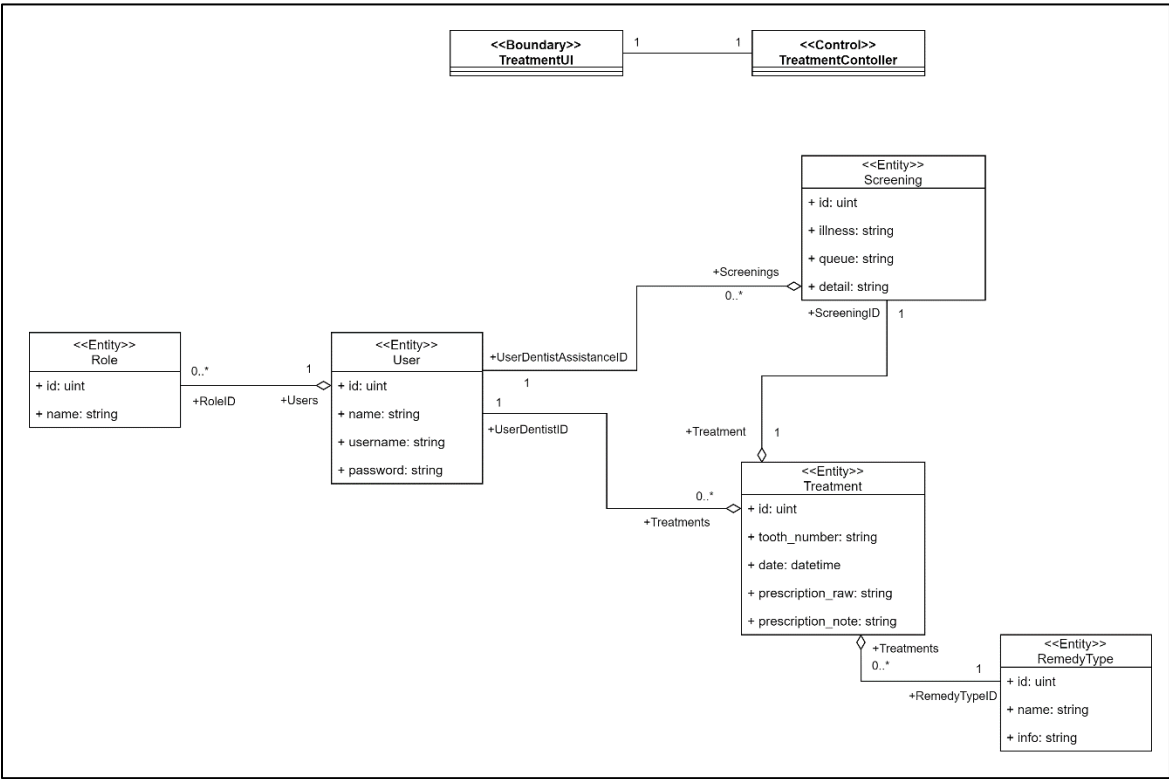 <<Boundary>>
TreatmentUI
1
1
<<Control>>
TreatmentContoller
<<Entity>>
Screening
+ id: uint
+ illness: string
+ queue: string
+ detail: string
+Screenings
0..*
+ScreeningID
1
<<Entity>>
Role
+ id: uint
+ name: string
0..*
+RoleID
1
+Users
<<Entity>>
User
+ id: uint
+ name: string
+ username: string
+ password: string
+UserDentistAssistanceID
1
1
+UserDentistID
+Treatment
1
0..*
+Treatments
<<Entity>>
Treatment
+ id: uint
+ tooth_number: string
+ date: datetime
+ prescription_raw: string
+ prescription_note: string
+Treatments
0..*
1
+RemedyTypeID
<<Entity>>
RemedyType
+ id: uint
+ name: string
+ info: string